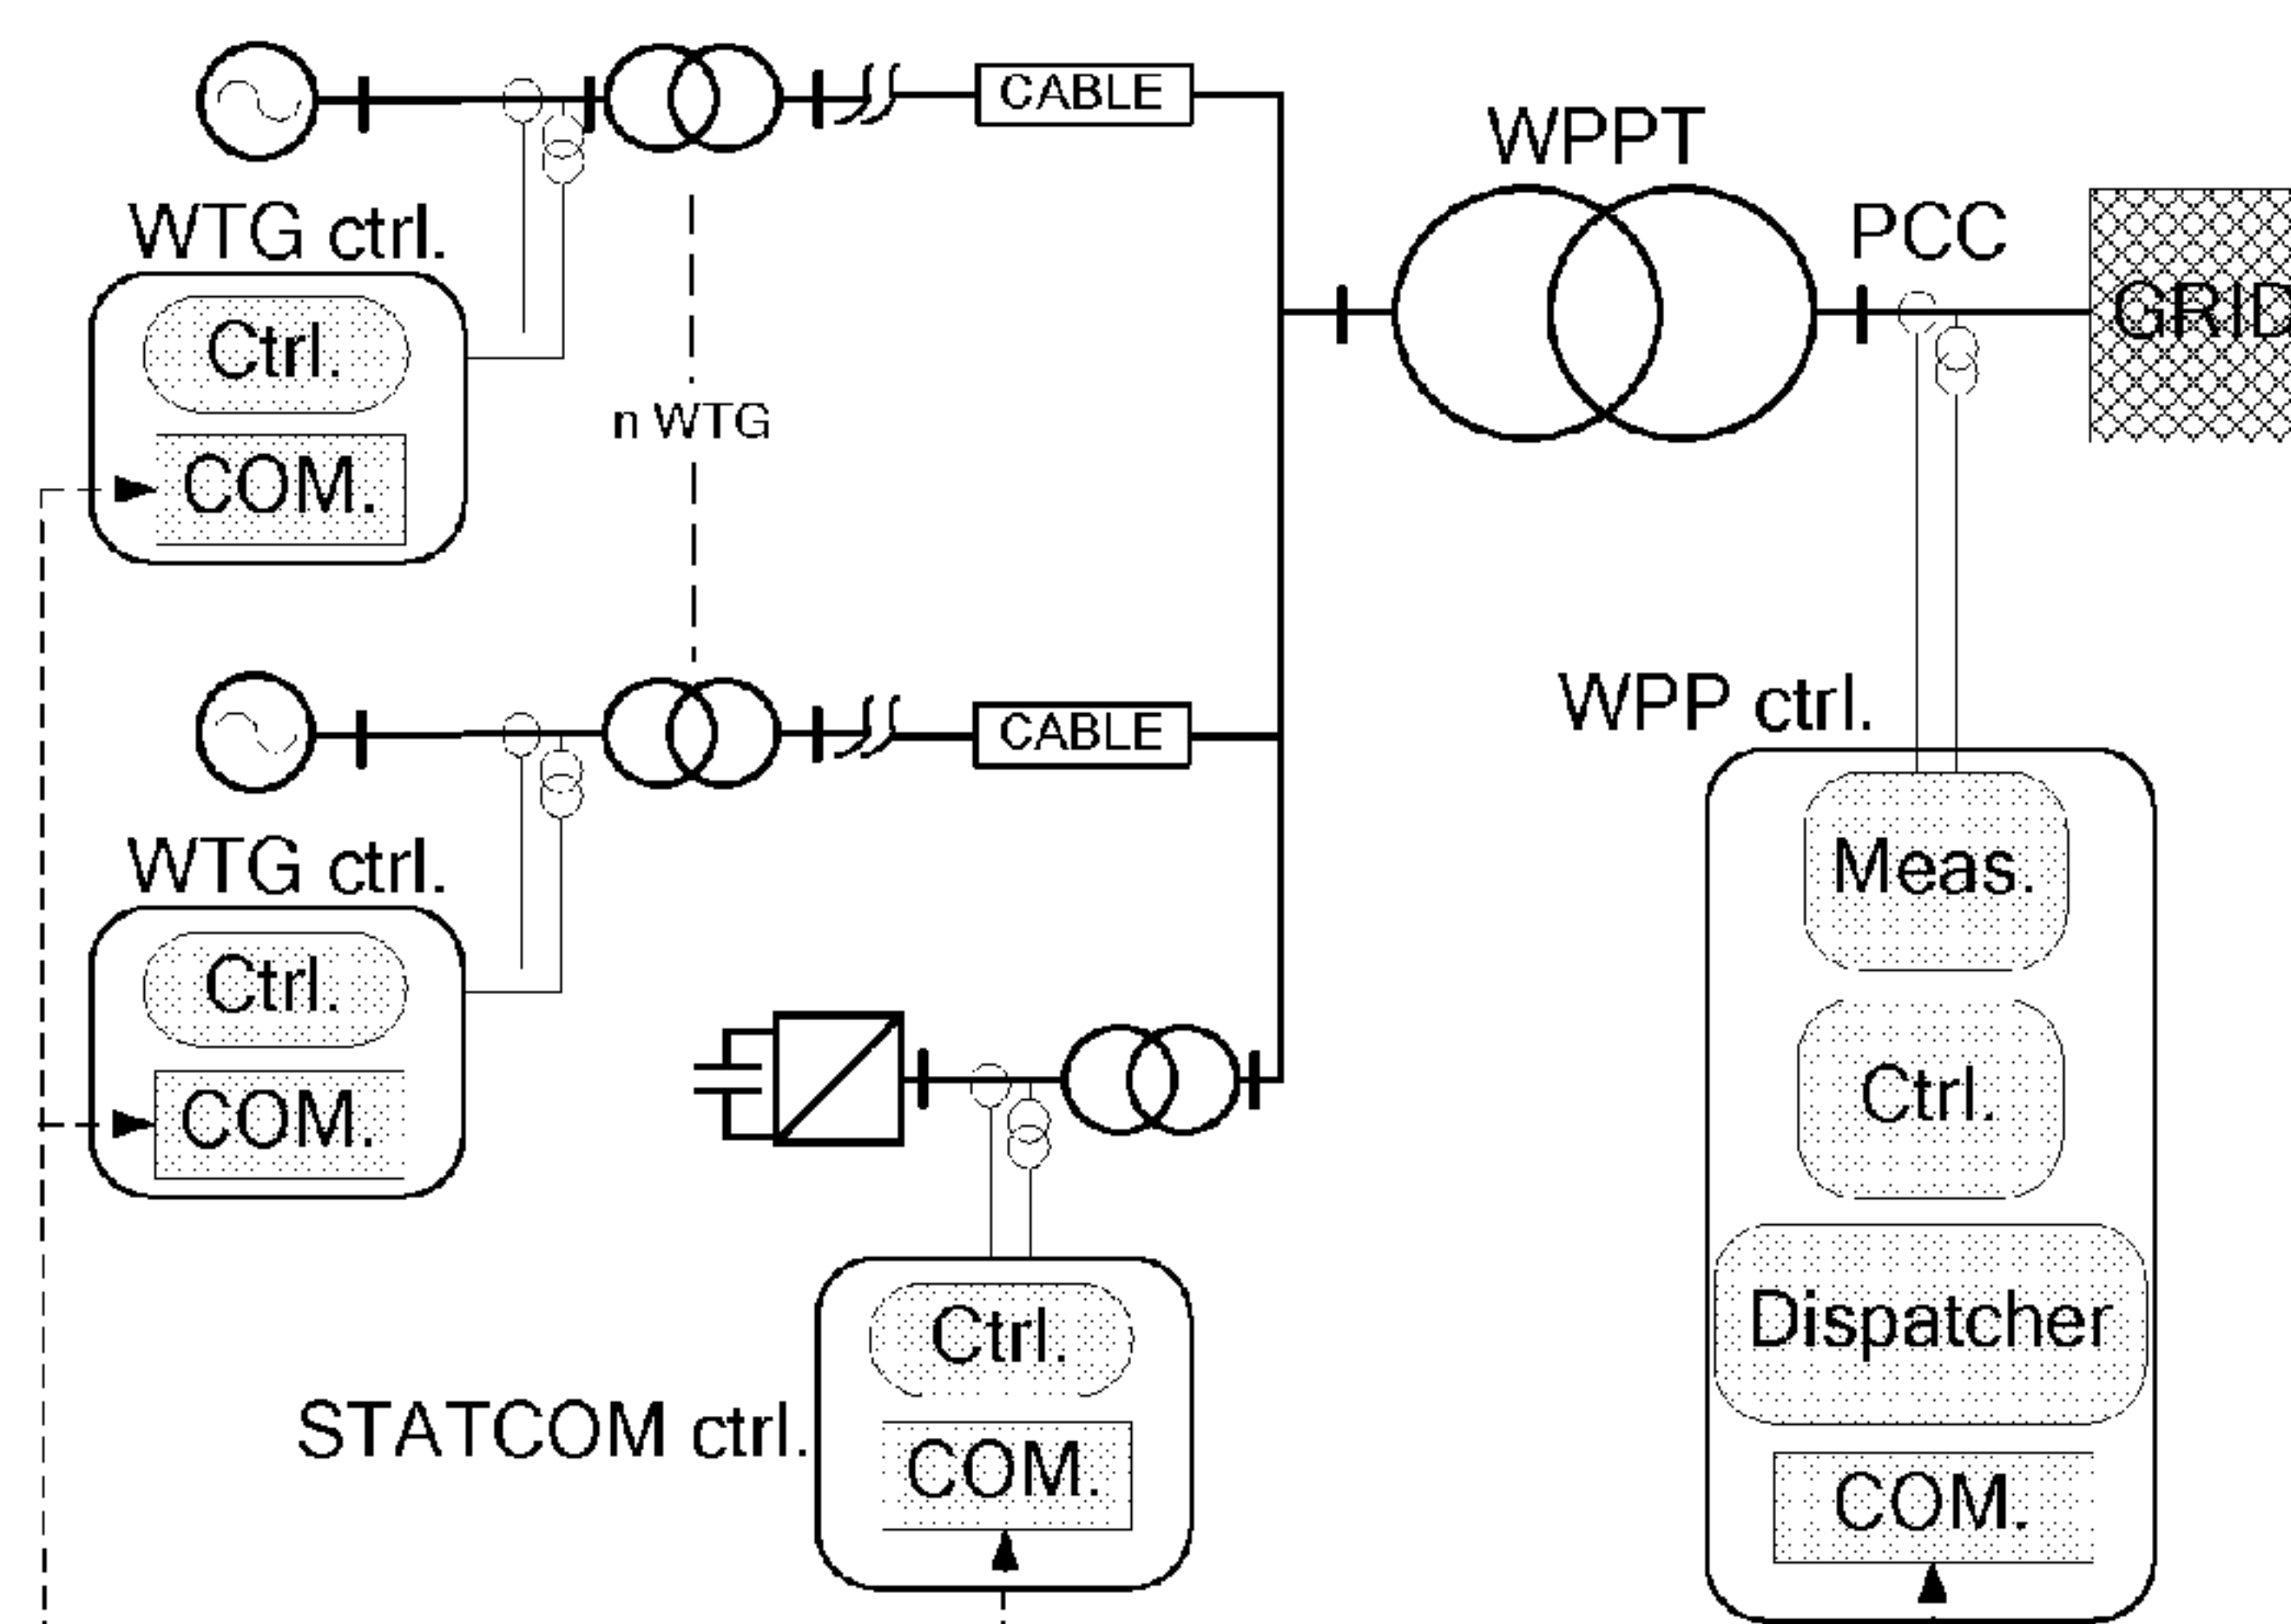 CABLE
WPPT
PCC
GRID
WTG ctrl.
Ctrl.
COM.
n WTG
CABLE
WPP ctrl.
Meas.
Ctrl.
Dispatcher
COM.
WTG ctrl.
Ctrl.
COM.
STATCOM ctrl.
Ctrl.
COM.